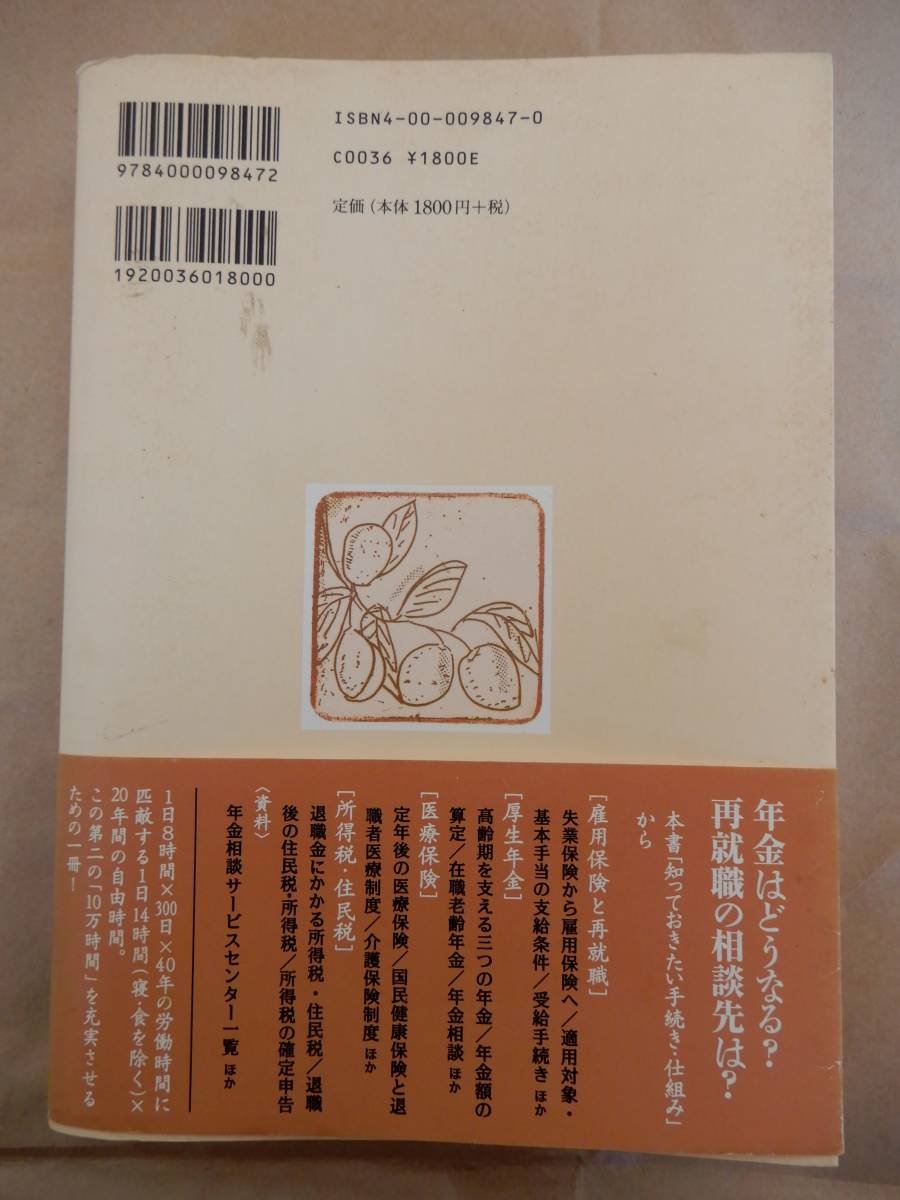 ISBN4-00-009847-0
C0036 ¥1800E
9784000098472
定価(本体1800円+税)
1920036018000
年金はどうなる?
再就職の相談先は?
本書「知っておきたい手続き・仕組み」
から
[雇用保険と再就職]
失業保険から雇用保険へ/適用対象・
基本手当の支給条件/受給手続き ほか
[厚生年金]
高齢期を支える三つの年金/年金額の
算定/在職老齢年金/年金相談 ほか
[医療保険]
定年後の医療保険/国民健康保険と退
職者医療制度/介護保険制度 ほか
[所得税・住民税]
退職金にかかる所得税・住民税/退職
後の住民税・所得税/所得税の確定申告
〈資料〉
年金相談サービスセンター一覧 ほか
1日8時間×300日×40年の労働時間に
匹敵する1日14時間(寝・食を除く)×
20年間の自由時間。
この第二の「10万時間」を充実させる
ための一冊!